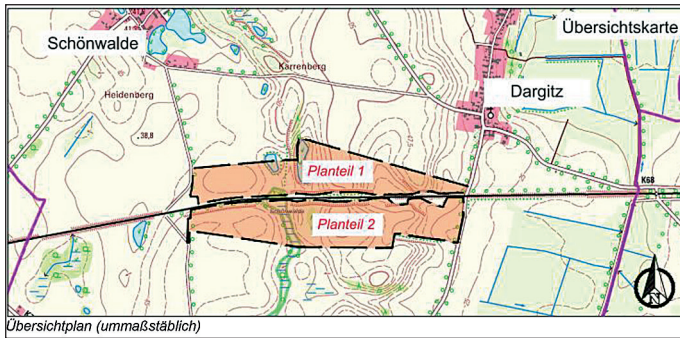 Schönwalde
Übersichtskarte
Karrenberg
Dargitz
Heidenberg
38,8
Planteil 1
K68
Planteil 2
N
Übersichtplan (ummaßstäblich)